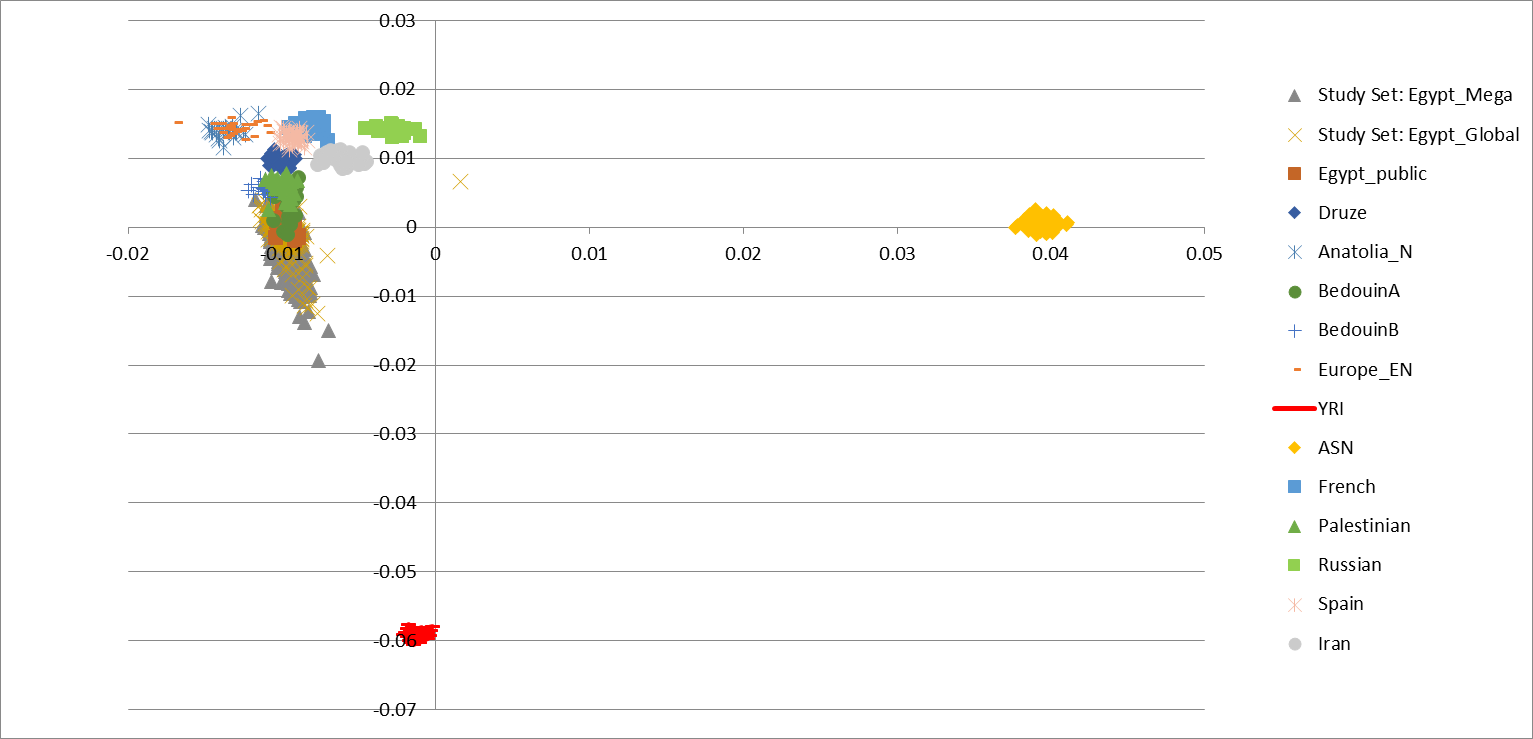 0.03
0.02
0.01
0
-0.01
-0.02
-0.03
-0.04
-0.05
-0.06
-0.07
-0.02
-0.01
0
0.01
0.02
0.03
0.04
0.05
Study Set: Egypt_Mega
Study Set: Egypt_Global
Egypt_public
Druze
Anatolia_N
BedouinA
BedouinB
Europe_EN
YRI
ASN
French
Palestinian
Russian
Spain
Iran